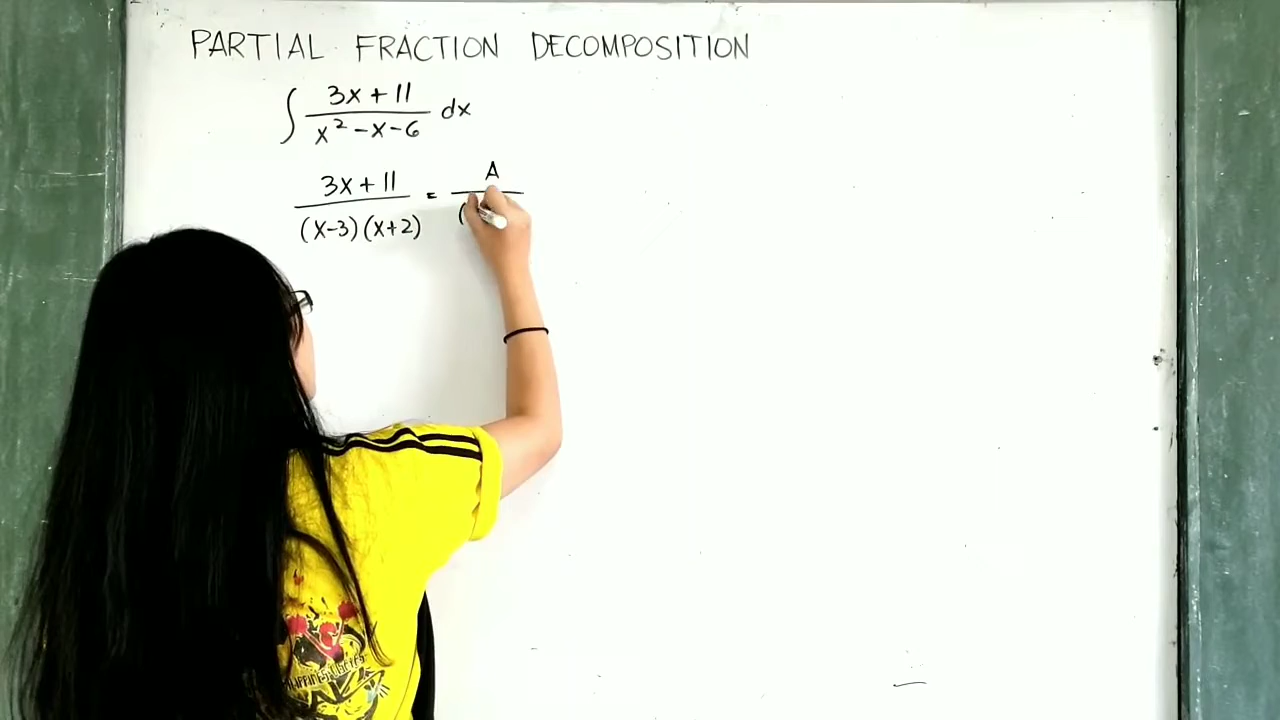 PARTIAL FRACTION DECOMPOSITION
∫ (3x + 11)/(x² - x - 6) dx
(3x + 11)/((x-3)(x+2)) = A/(